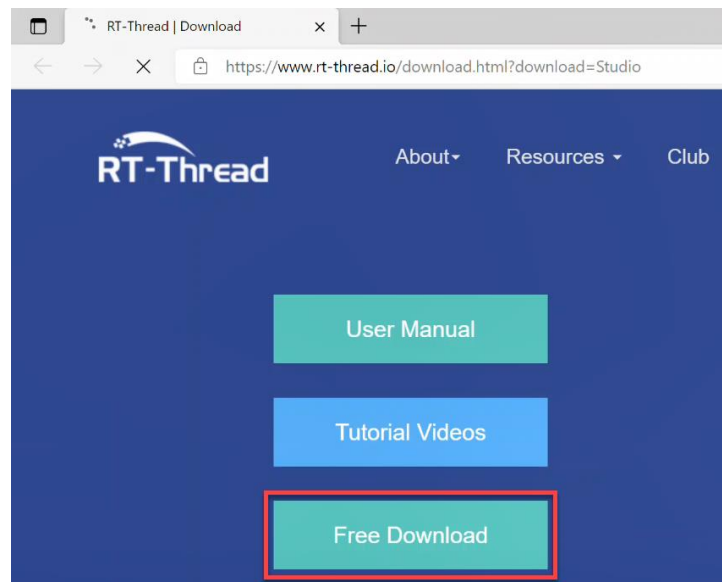 RT-Thread | Download
https://www.rt-thread.io/download.html?download=Studio
RT-Thread About Resources Club
User Manual
Tutorial Videos
Free Download